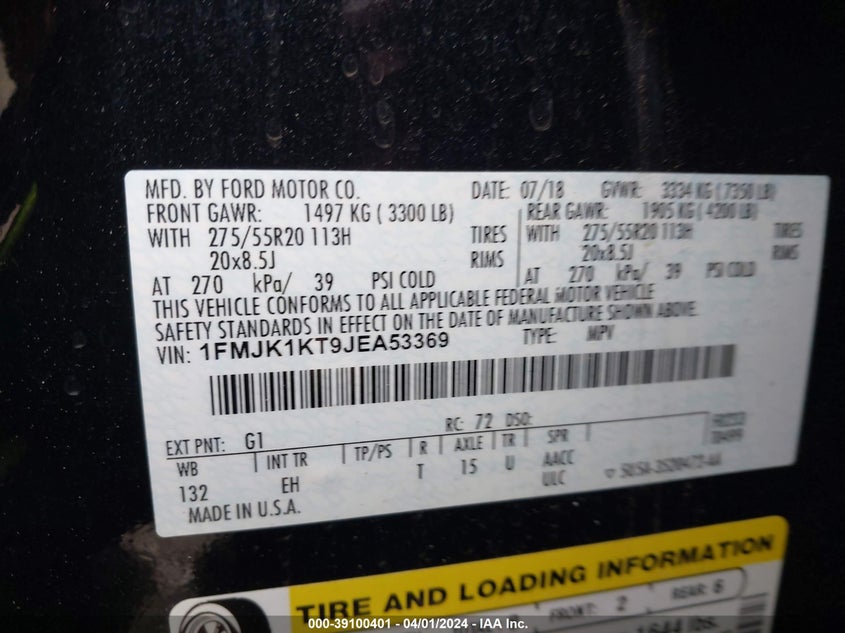 MFD. BY FORD MOTOR CO. DATE: 07/18 GVWR: 3334 KG ( 7350 LB)
FRONT GAWR: 1497 KG ( 3300 LB) REAR GAWR: 1905 KG ( 4200 LB)
WITH 275/55R20 113H TIRES WITH 275/55R20 113H TIRES
20x8.5J RIMS 20x8.5J RIMS
AT 270 kPa/ 39 PSI COLD AT 270 kPa/ 39 PSI COLD
THIS VEHICLE CONFORMS TO ALL APPLICABLE FEDERAL MOTOR VEHICLE
SAFETY STANDARDS IN EFFECT ON THE DATE OF MANUFACTURE SHOWN ABOVE.
VIN: 1FMJK1KT9JEA53369 TYPE: MPV
EXT PNT: G1 RC: 72 DSO:
WB INT TR TP/PS R AXLE TR SPR
132 EH T 15 U AACC
ULC
MADE IN U.S.A.
TIRE AND LOADING INFORMATION
FRONT: 2 REAR: 6
000-39100401 - 04/01/2024 - IAA Inc.